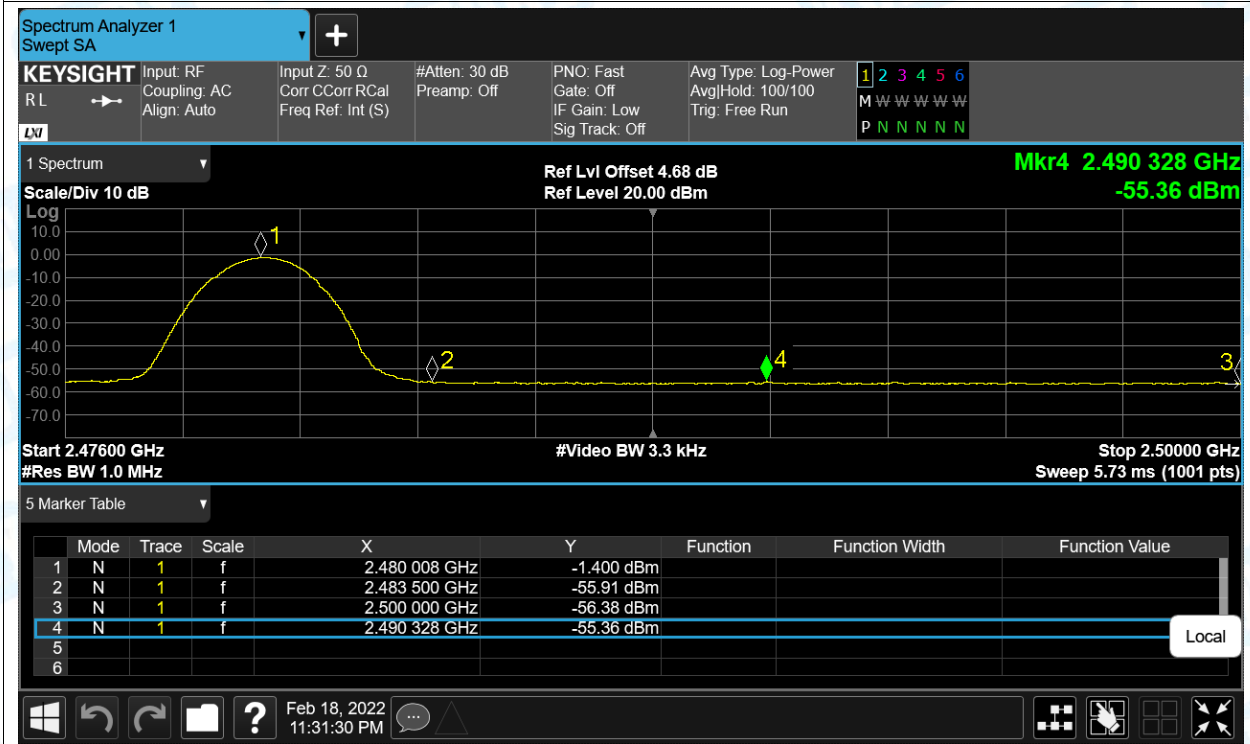 Spectrum Analyzer 1
Swept SA
+
KEYSIGHT
R L
LXI
Input: RF
Coupling: AC
Align: Auto
Input Z: 50 Ω
Corr CCorr RCal
Freq Ref: Int (S)
#Atten: 30 dB
Preamp: Off
PNO: Fast
Gate: Off
IF Gain: Low
Sig Track: Off
Avg Type: Log-Power
Avg|Hold: 100/100
Trig: Free Run
1 2 3 4 5 6
M W W W W W
P N N N N N
1 Spectrum
Scale/Div 10 dB
Ref Lvl Offset 4.68 dB
Ref Level 20.00 dBm
Mkr4 2.490 328 GHz
-55.36 dBm
Log
10.0
0.00
-10.0
-20.0
-30.0
-40.0
-50.0
-60.0
-70.0
1
2
4
3
Start 2.47600 GHz
#Res BW 1.0 MHz
#Video BW 3.3 kHz
Stop 2.50000 GHz
Sweep 5.73 ms (1001 pts)
5 Marker Table
Mode Trace Scale X Y Function Function Width Function Value
1 N 1 f 2.480 008 GHz -1.400 dBm
2 N 1 f 2.483 500 GHz -55.91 dBm
3 N 1 f 2.500 000 GHz -56.38 dBm
4 N 1 f 2.490 328 GHz -55.36 dBm
5
6
Local
?
Feb 18, 2022
11:31:30 PM